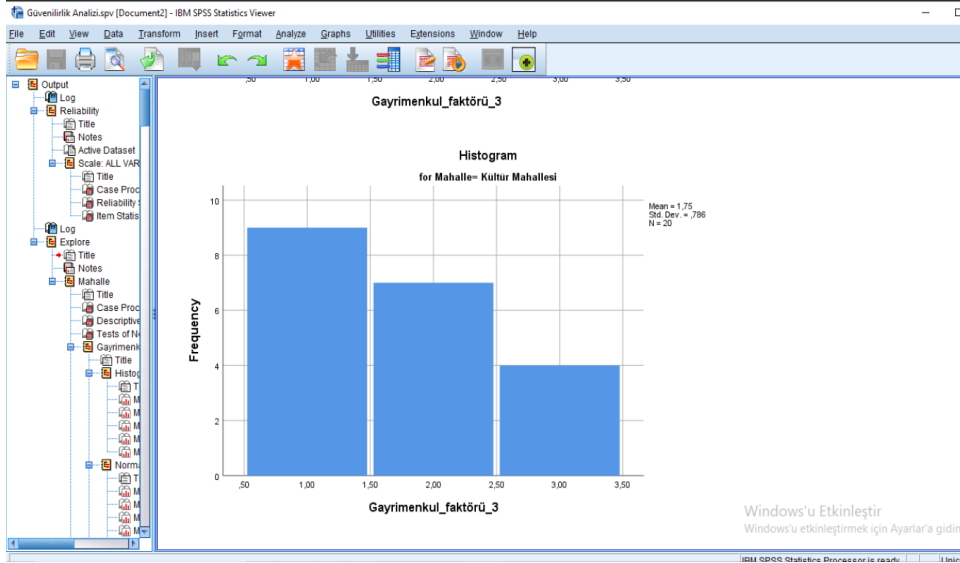 Güvenilirlik Analizi.spv [Document2] - IBM SPSS Statistics Viewer
File Edit View Data Transform Insert Format Analyze Graphs Utilities Extensions Window Help
Output
Log
Reliability
Title
Notes
Active Dataset
Scale: ALL VAR
Title
Case Proc
Reliability
Item Statis
Log
Explore
Title
Notes
Mahalle
Title
Case Proc
Descriptive
Tests of N
Gayrimenk
Title
Histog
T
M
M
M
M
M
M
Norma
T
M
M
M
M
,50 1,00 1,50 2,00 2,50 3,00 3,50
Gayrimenkul_faktörü_3
Histogram
for Mahalle= Kültür Mahallesi
Mean = 1,75
Std. Dev. = ,786
N = 20
Frequency
10
8
6
4
2
0
,50 1,00 1,50 2,00 2,50 3,00 3,50
Gayrimenkul_faktörü_3
Windows'u Etkinleştir
Windows'u etkinleştirmek için Ayarlar'a gidin
IBM SPSS Statistics Processor is ready
Unic